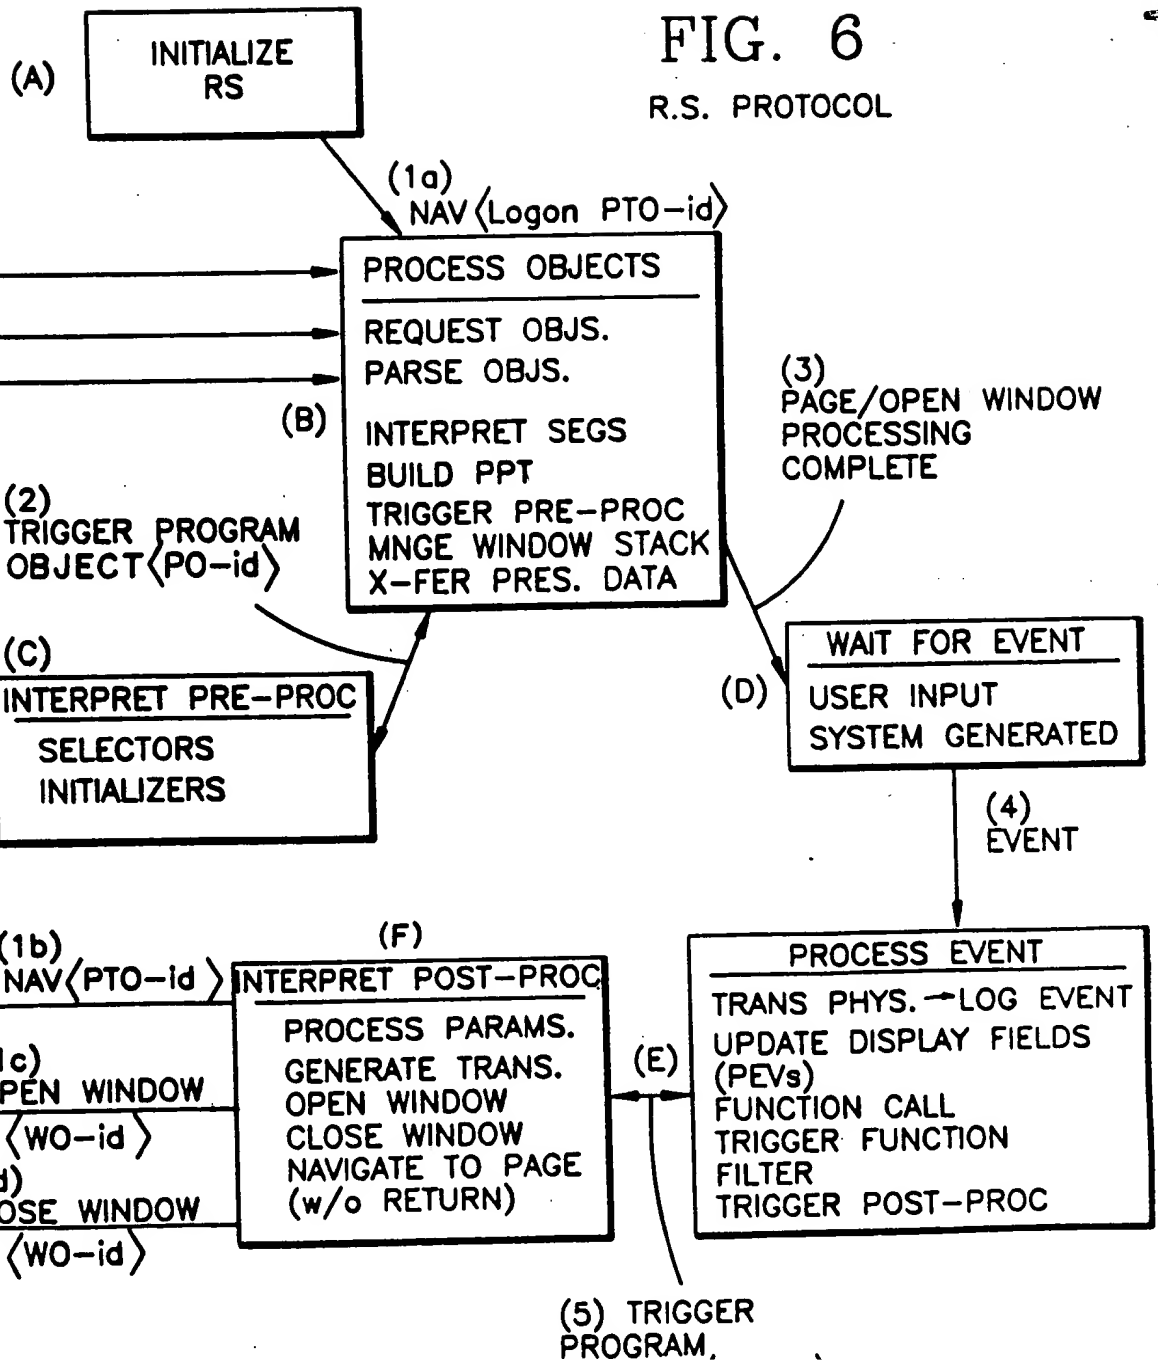 FIG. 6
R.S. PROTOCOL
(A)
INITIALIZE
RS
(1a)
NAV〈Logon PTO-id〉
PROCESS OBJECTS
REQUEST OBJS.
PARSE OBJS.
(B)
INTERPRET SEGS
BUILD PPT
TRIGGER PRE-PROC
MNGE WINDOW STACK
X-FER PRES. DATA
(3)
PAGE/OPEN WINDOW
PROCESSING
COMPLETE
(2)
TRIGGER PROGRAM
OBJECT〈PO-id〉
(C)
INTERPRET PRE-PROC
SELECTORS
INITIALIZERS
(D)
WAIT FOR EVENT
USER INPUT
SYSTEM GENERATED
(4)
EVENT
(1b)
NAV〈PTO-id〉
1c)
PEN WINDOW
〈WO-id〉
d)
OSE WINDOW
〈WO-id〉
(F)
INTERPRET POST-PROC
PROCESS PARAMS.
GENERATE TRANS.
OPEN WINDOW
CLOSE WINDOW
NAVIGATE TO PAGE
(w/o RETURN)
(E)
PROCESS EVENT
TRANS PHYS.→LOG EVENT
UPDATE DISPLAY FIELDS
(PEVs)
FUNCTION CALL
TRIGGER FUNCTION
FILTER
TRIGGER POST-PROC
(5) TRIGGER
PROGRAM,